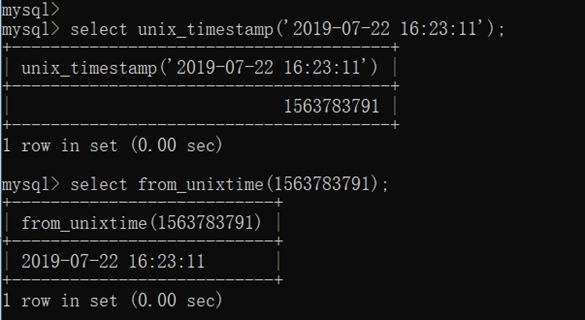 mysql>
mysql> select unix_timestamp('2019-07-22 16:23:11');
+---------------------------------------+
| unix_timestamp('2019-07-22 16:23:11') |
+---------------------------------------+
|                            1563783791 |
+---------------------------------------+
1 row in set (0.00 sec)

mysql> select from_unixtime(1563783791);
+---------------------------+
| from_unixtime(1563783791) |
+---------------------------+
| 2019-07-22 16:23:11       |
+---------------------------+
1 row in set (0.00 sec)